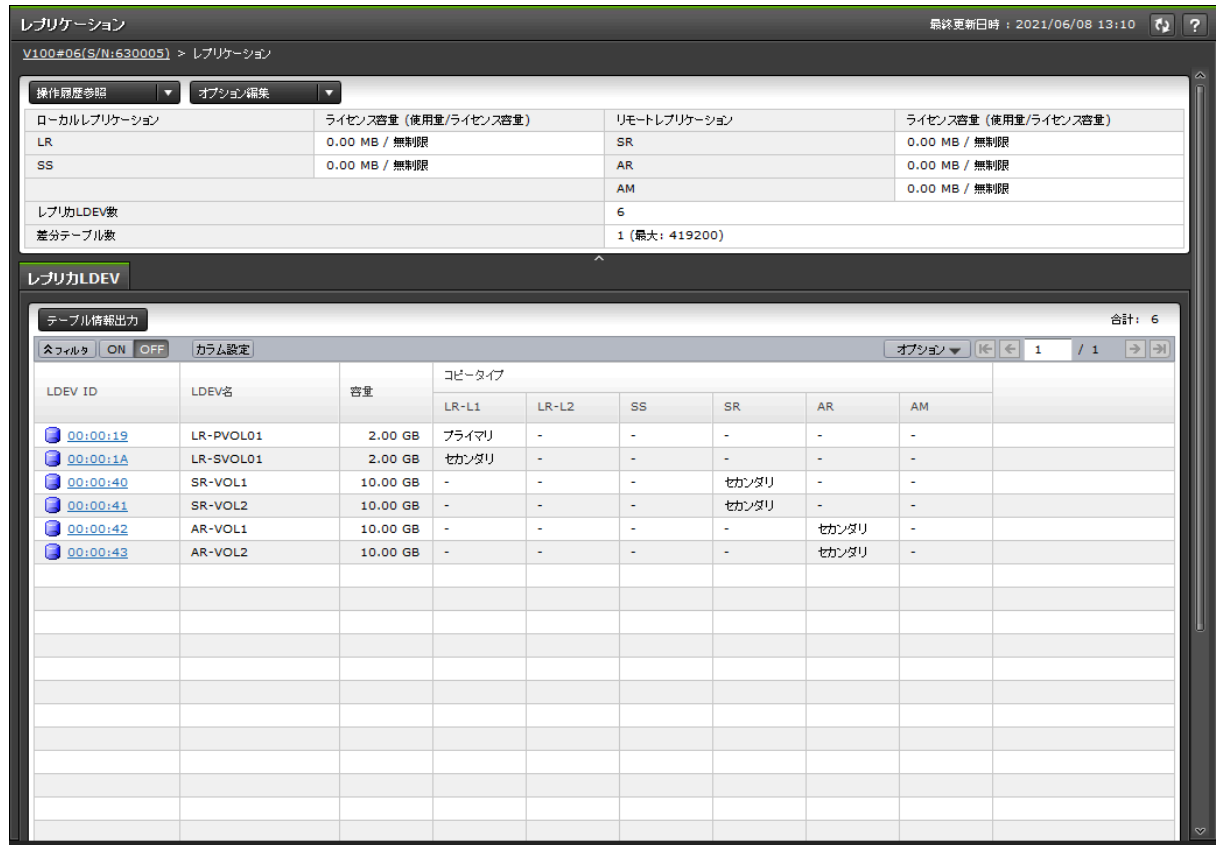 レプリケーション 最終更新日時 : 2021/06/08 13:10 ?
V100#06(S/N:630005) > レプリケーション
操作履歴参照 オプション編集
ローカルレプリケーション ライセンス容量 (使用量/ライセンス容量) リモートレプリケーション ライセンス容量 (使用量/ライセンス容量)
LR 0.00 MB / 無制限 SR 0.00 MB / 無制限
SS 0.00 MB / 無制限 AR 0.00 MB / 無制限
AM 0.00 MB / 無制限
レプリカLDEV数 6
差分テーブル数 1 (最大: 419200)
レプリカLDEV
テーブル情報出力 合計: 6
フィルタ ON OFF カラム設定 オプション 1 / 1
LDEV ID LDEV名 容量 コピータイプ
LR-L1 LR-L2 SS SR AR AM
00:00:19 LR-PVOL01 2.00 GB プライマリ - - - - -
00:00:1A LR-SVOL01 2.00 GB セカンダリ - - - - -
00:00:40 SR-VOL1 10.00 GB - - - セカンダリ - -
00:00:41 SR-VOL2 10.00 GB - - - セカンダリ - -
00:00:42 AR-VOL1 10.00 GB - - - - セカンダリ -
00:00:43 AR-VOL2 10.00 GB - - - - セカンダリ -